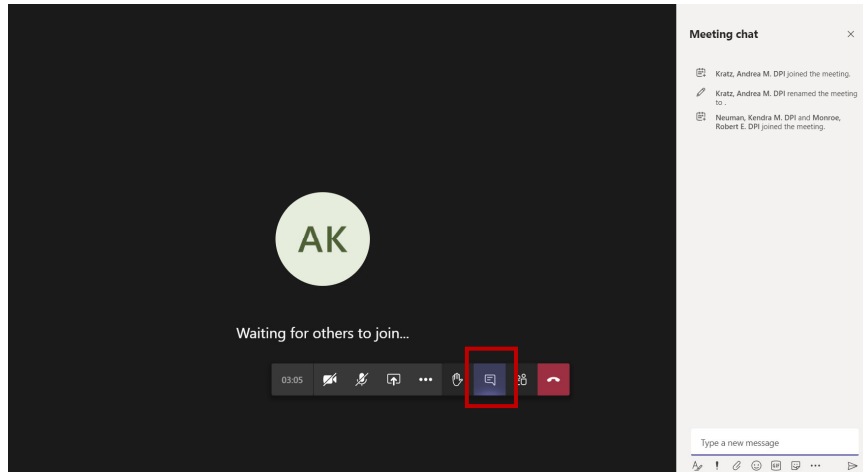 Meeting chat
Kratz, Andrea M. DPI joined the meeting.
Kratz, Andrea M. DPI renamed the meeting
to .
Neuman, Kendra M. DPI and Monroe,
Robert E. DPI joined the meeting.
AK
Waiting for others to join...
03:05
Type a new message
GIF